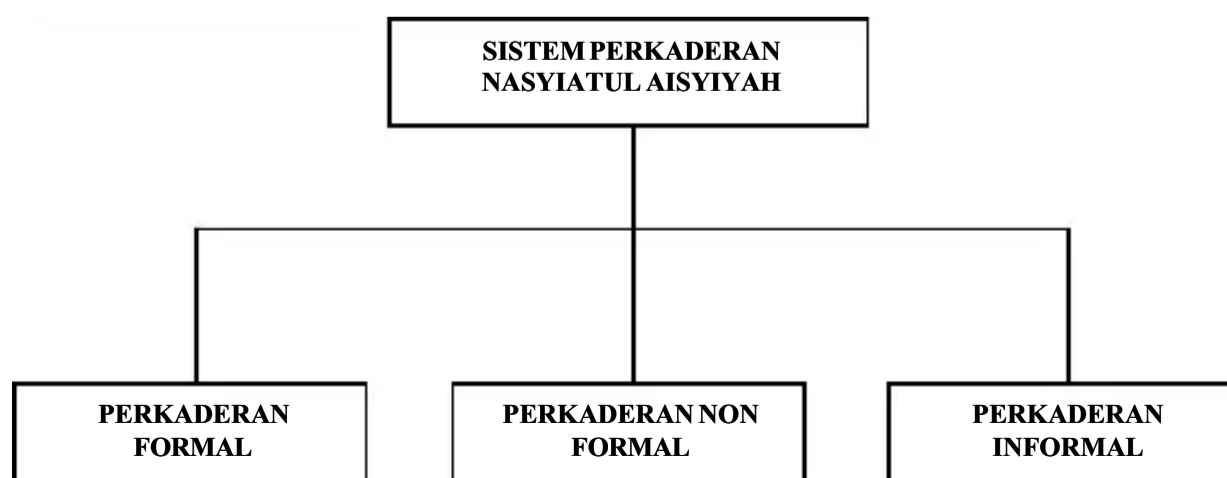 SISTEM PERKADERAN
NASYIATUL AISYIYAH
PERKADERAN
FORMAL
PERKADERAN NON
FORMAL
PERKADERAN
INFORMAL